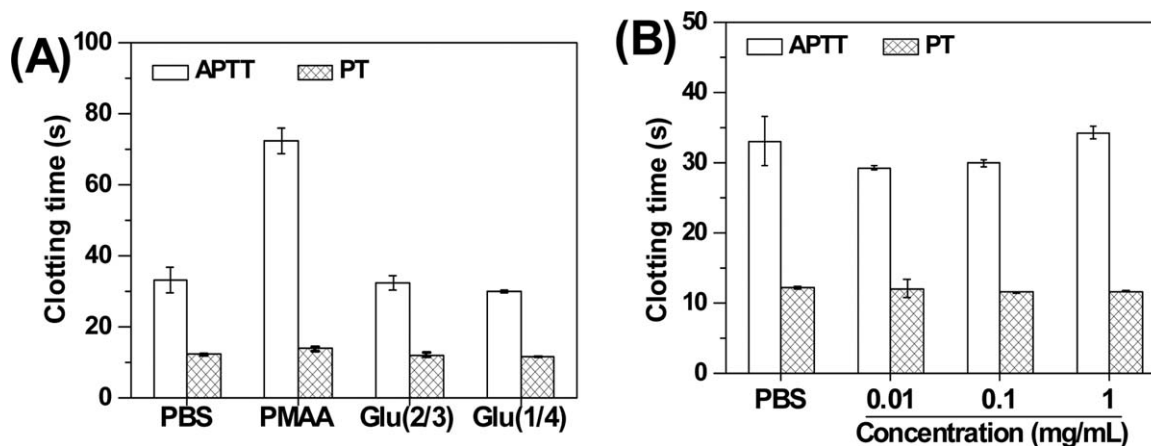 (A)
Clotting time (s)
100
80
60
40
20
0
APTT PT
PBS PMAA Glu(2/3) Glu(1/4)
(B)
Clotting time (s)
50
40
30
20
10
0
APTT PT
PBS 0.01 0.1 1
Concentration (mg/mL)